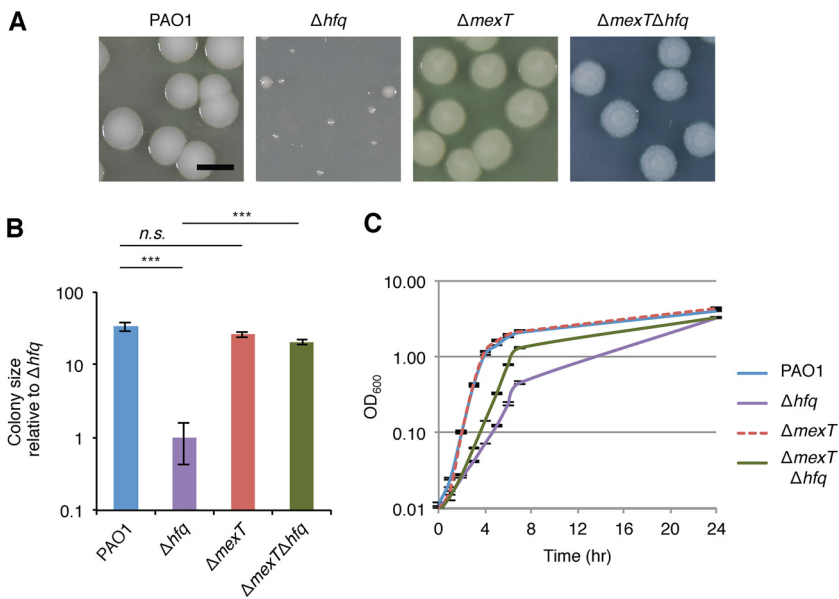 A
PAO1
Δhfq
ΔmexT
ΔmexTΔhfq
B
***
n.s.
***
Colony size
relative to Δhfq
100
10
1
0.1
PAO1
Δhfq
ΔmexT
ΔmexTΔhfq
C
OD600
10.00
1.00
0.10
0.01
0
4
8
12
16
20
24
Time (hr)
PAO1
Δhfq
ΔmexT
ΔmexT
Δhfq